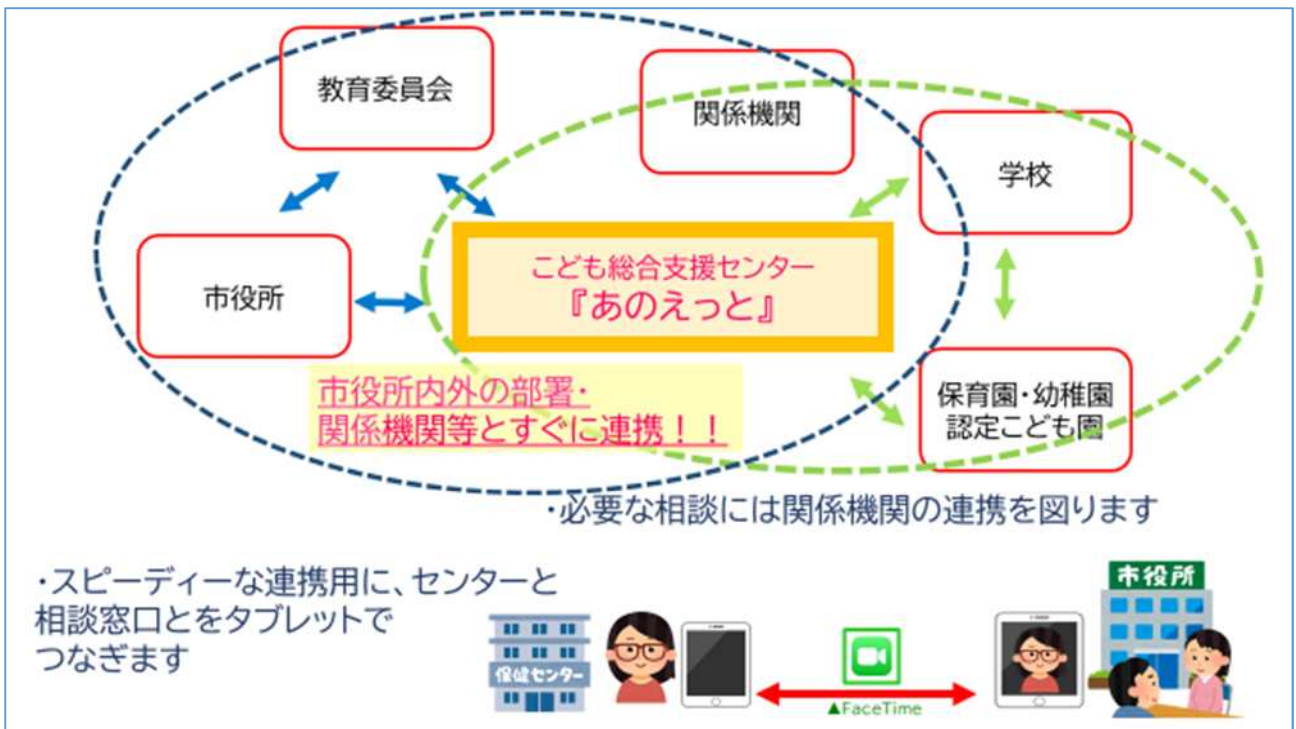 教育委員会
関係機関
学校
市役所
こども総合支援センター
『あのえっと』
市役所内外の部署・
関係機関等とすぐに連携！！
保育園・幼稚園
認定こども園
・必要な相談には関係機関の連携を図ります
・スピーディーな連携用に、センターと
相談窓口とをタブレットで
つなぎます
保健センター
▲FaceTime
市役所